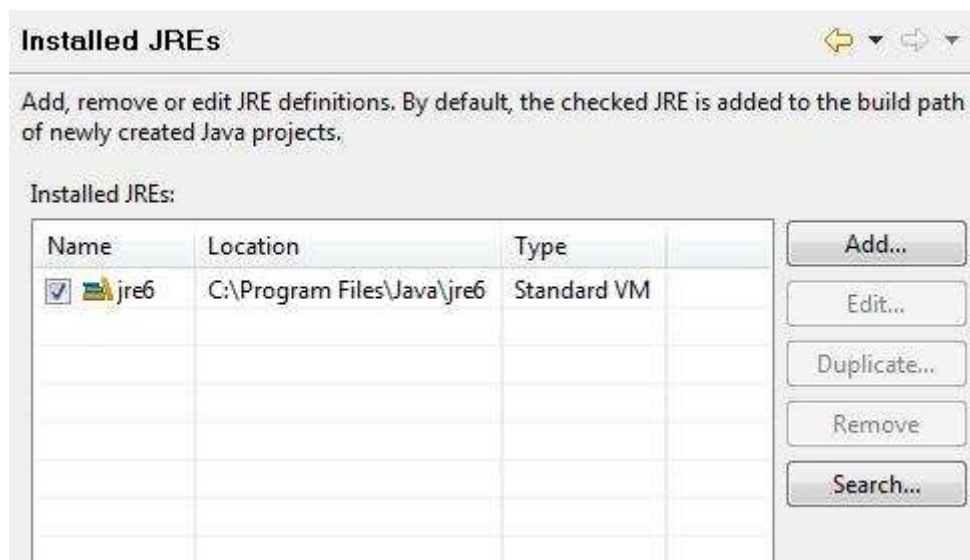 Installed JREs
Add, remove or edit JRE definitions. By default, the checked JRE is added to the build path
of newly created Java projects.
Installed JREs:
Name Location Type
jre6 C:\Program Files\Java\jre6 Standard VM
Add...
Edit...
Duplicate...
Remove
Search...